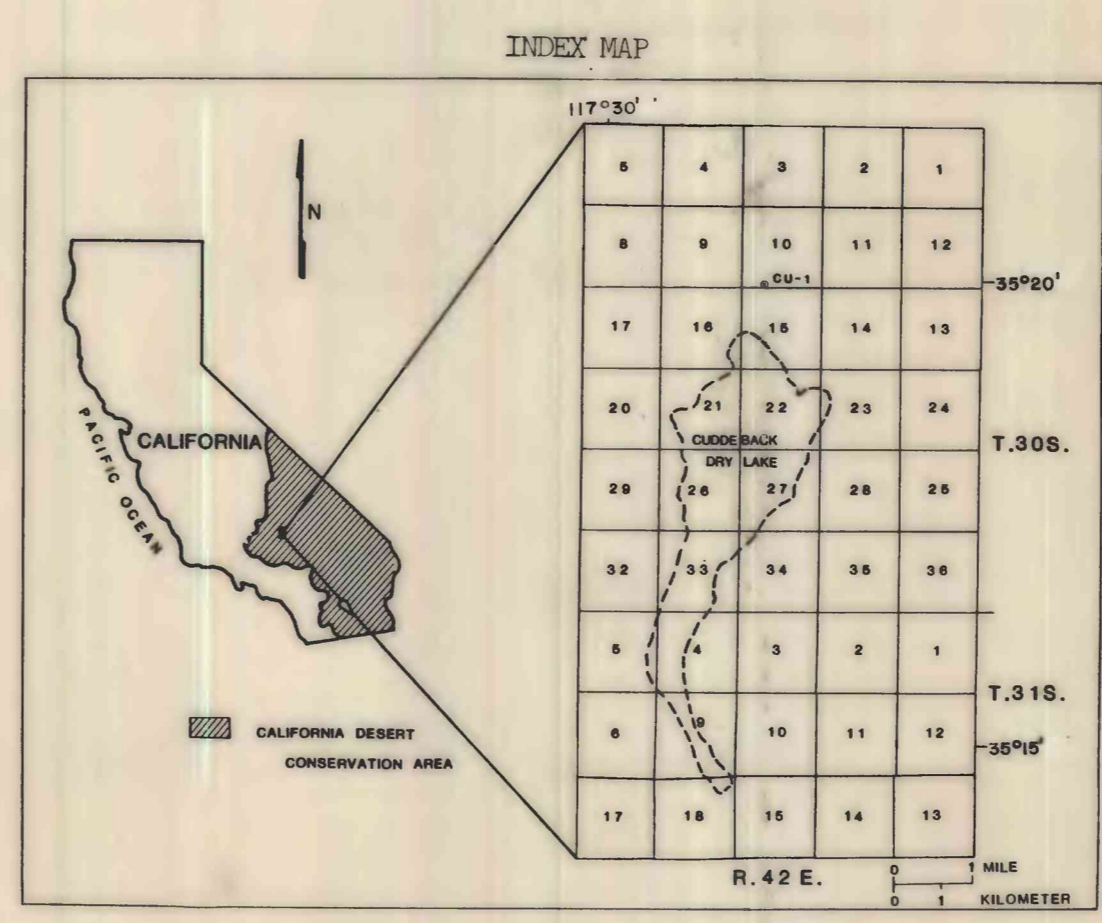 INDEX MAP
117°30'
N
5 4 3 2 1
8 9 10 11 12
CU-1
35°20'
17 16 15 14 13
20 21 22 23 24
CUDDEBACK
DRY LAKE
T.30S.
PACIFIC OCEAN
CALIFORNIA
29 26 27 28 25
32 33 34 35 36
5 4 3 2 1
T.31S.
6 9 10 11 12
35°15'
CALIFORNIA DESERT
CONSERVATION AREA
17 18 15 14 13
R.42 E.
0 1 MILE
0 1 KILOMETER